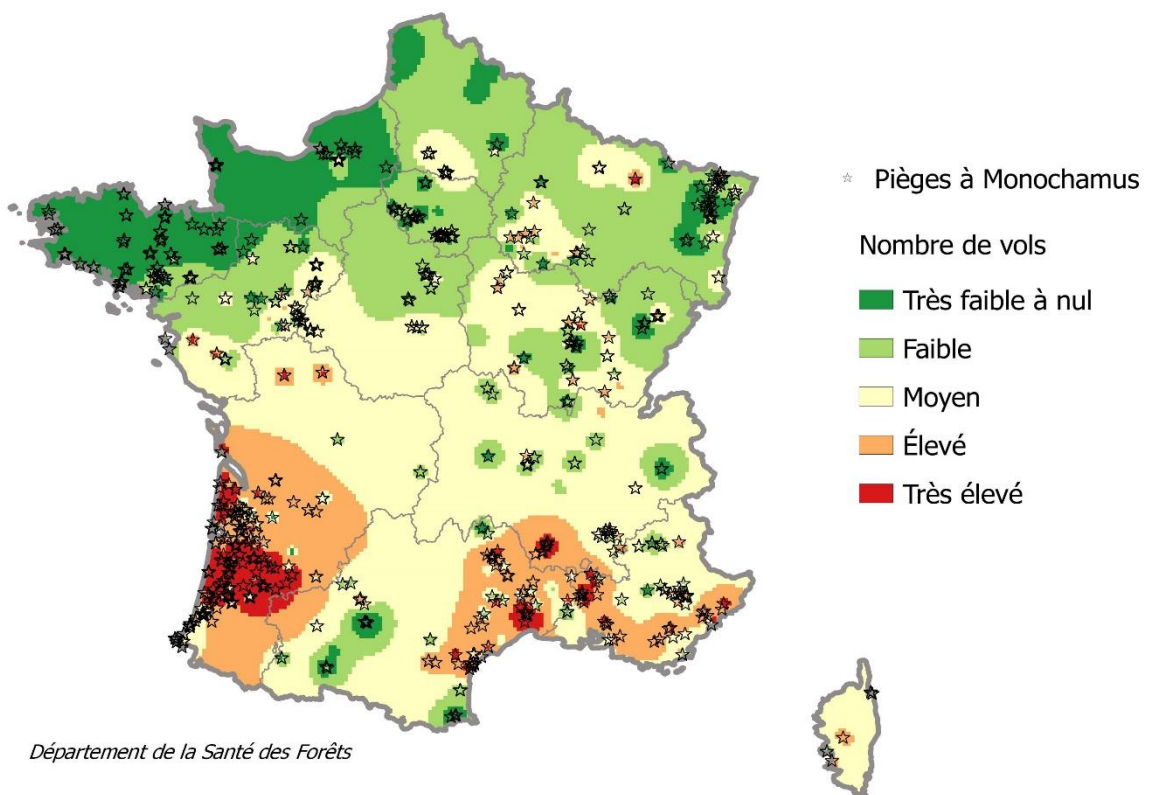 Pièges à Monochamus
Nombre de vols
Très faible à nul
Faible
Moyen
Élevé
Très élevé
Département de la Santé des Forêts